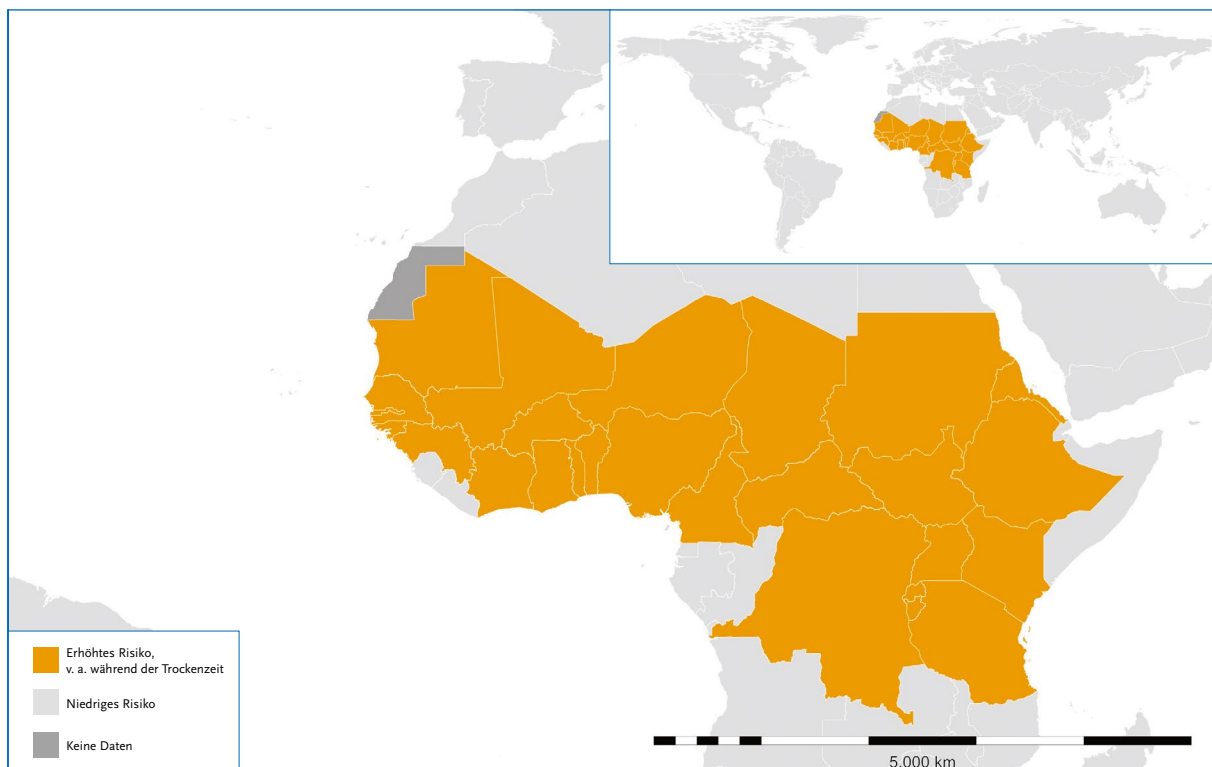 Erhöhtes Risiko,
v. a. während der Trockenzeit
Niedriges Risiko
Keine Daten
5,000 km